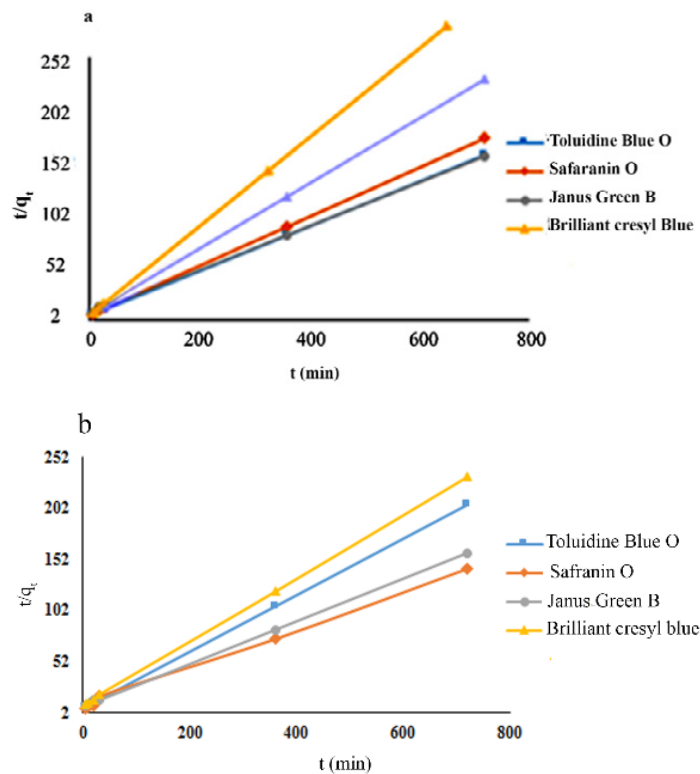 a
252
202
152
102
52
2
t/qt
0
200
400
600
800
t (min)
Toluidine Blue O
Safaranin O
Janus Green B
Brilliant cresyl Blue
b
252
202
152
102
52
2
t/qt
0
200
400
600
800
t (min)
Toluidine Blue O
Safranin O
Janus Green B
Brilliant cresyl blue